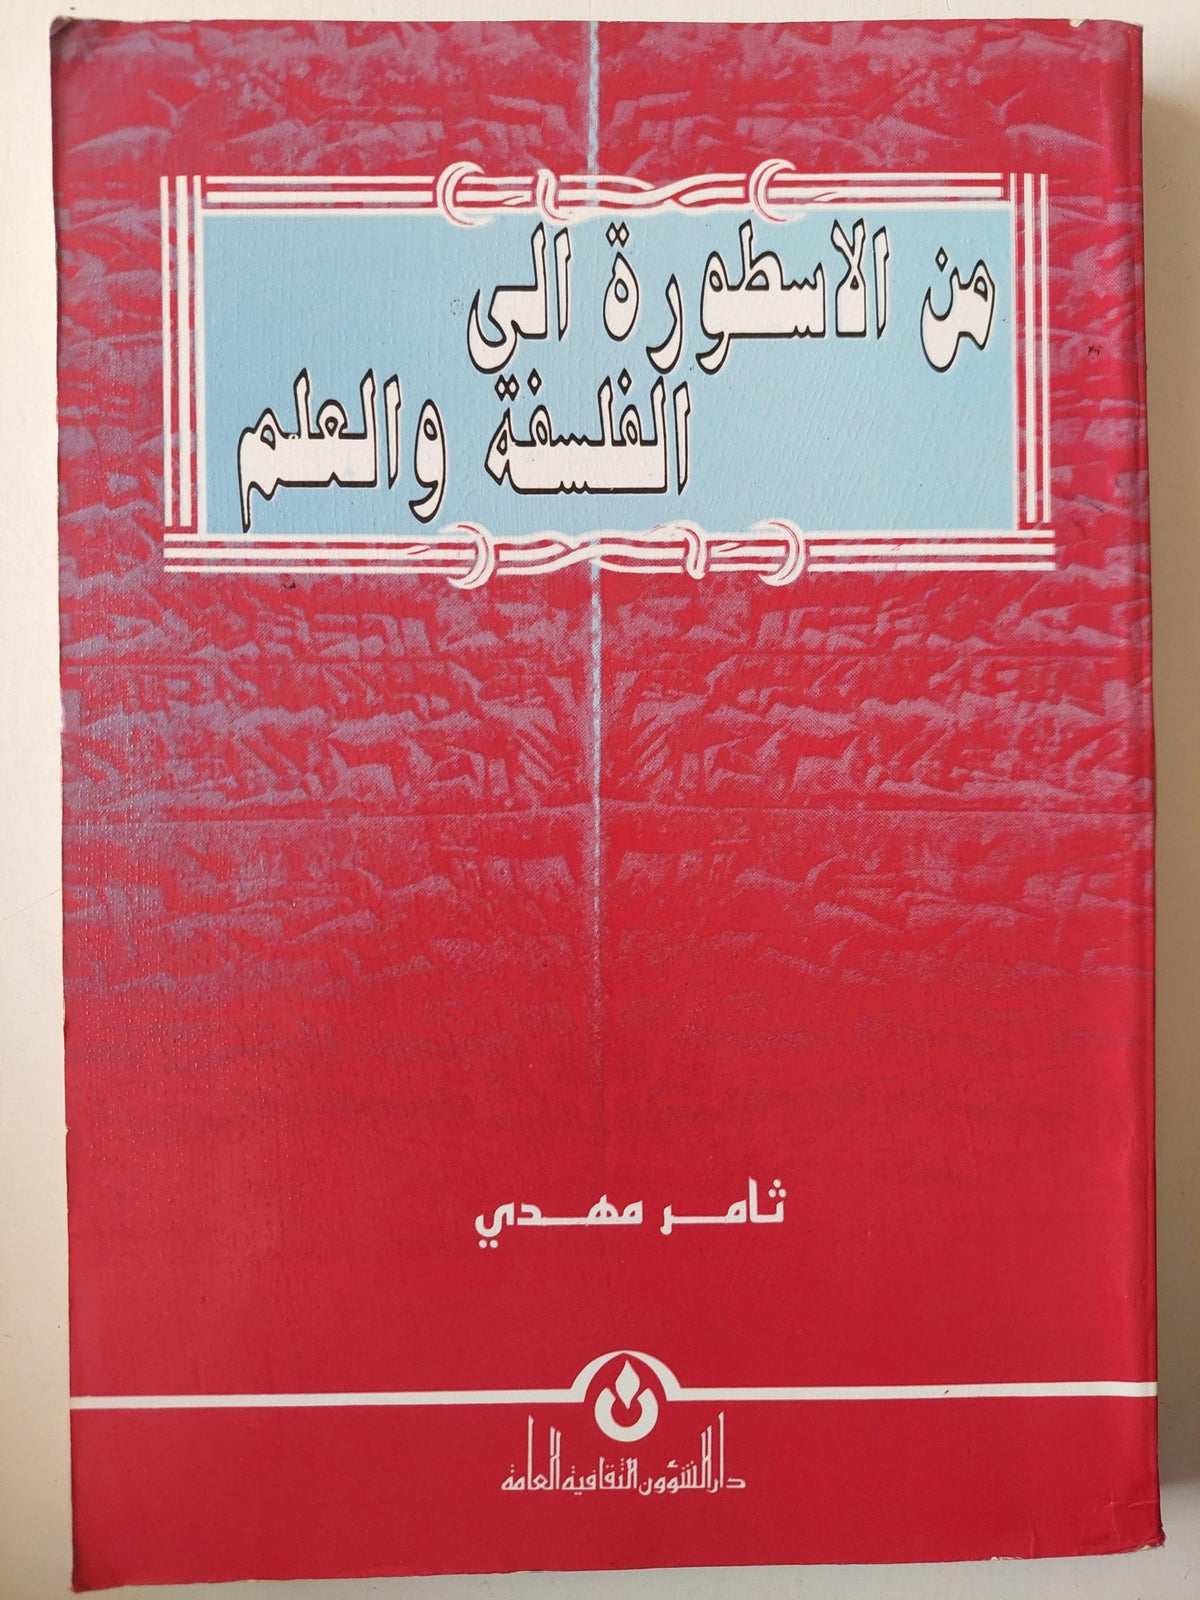 من الاسطورة الى
الفلسفة والعلم
ثامر مهدي
دار الشؤون الثقافية العامة